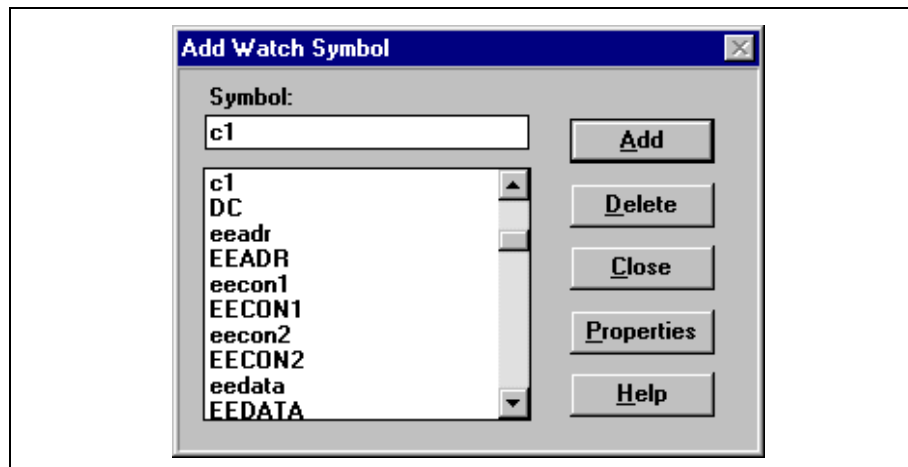 Add Watch Symbol
Symbol:
c1
c1
DC
eeadr
EEADR
eecon1
EECON1
eecon2
EECON2
eedata
EEDATA
Add
Delete
Close
Properties
Help